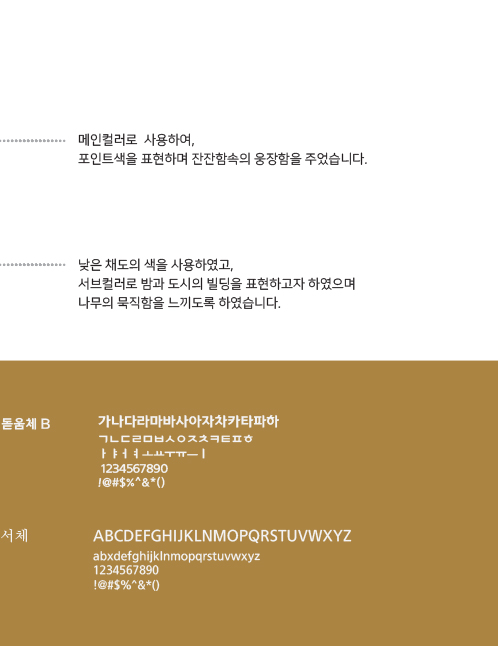 메인컬러로 사용하여,
포인트색을 표현하며 잔잔함속의 웅장함을 주었습니다.
낮은 채도의 색을 사용하였고,
서브컬러로 밤과 도시의 빌딩을 표현하고자 하였으며
나무의 묵직함을 느끼도록 하였습니다.
돋움체 B
가나다라마바사아자차카타파하
ㄱㄴㄷㄹㅁㅂㅅㅇㅈㅊㅋㅌㅍㅎ
ㅏㅑㅓㅕㅗㅛㅜㅠㅡㅣ
1234567890
!@#$%^&*()
서체
ABCDEFGHIJKLNMOPQRSTUVWXYZ
abxdefghijklnmopqrstuvwxyz
1234567890
!@#$%^&*()